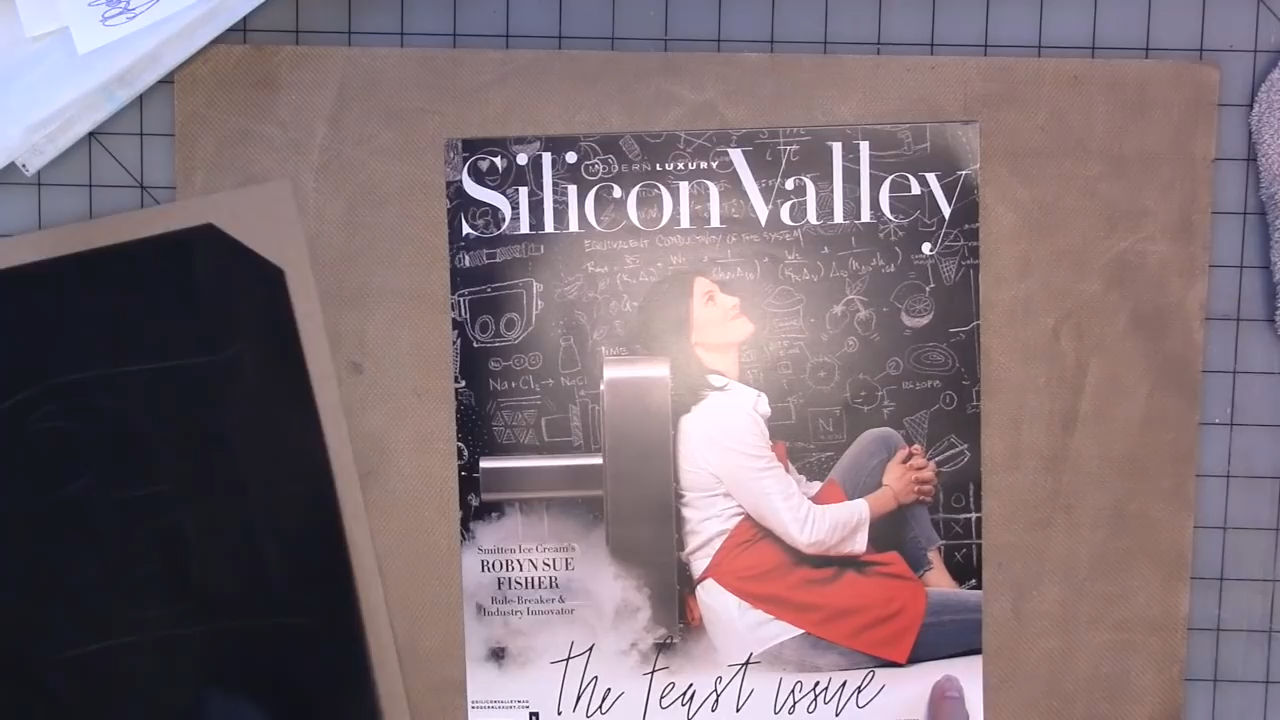 MODERN LUXURY
Silicon Valley
EQUIVALENT CONDUCTIVITY OF THE SYSTEM
TIME
Na+Cl₂→ NaCl
N
Smitten Ice Cream's
ROBYN SUE
FISHER
Rule-Breaker &
Industry Innovator
The feast issue
@SILICONVALLEYMAG
MODERNLUXURY.COM